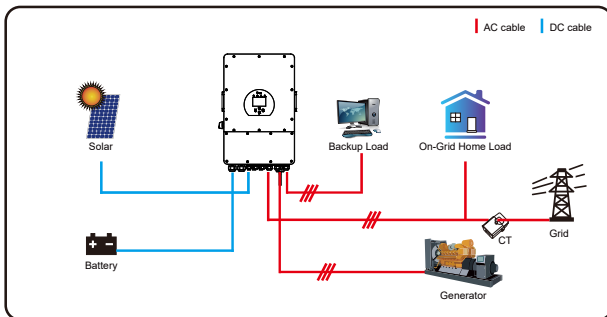 AC cable
DC cable
Solar
Backup Load
On-Grid Home Load
CT
Grid
Battery
Generator